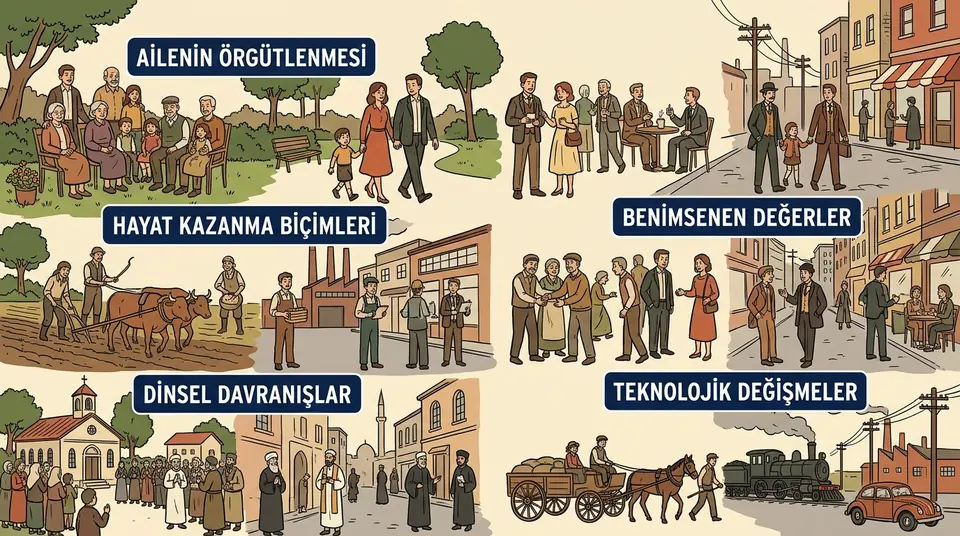 AİLENİN ÖRGÜTLENMESİ
HAYAT KAZANMA BİÇİMLERİ
BENİMSENEN DEĞERLER
DİNSEL DAVRANIŞLAR
TEKNOLOJİK DEĞİŞMELER